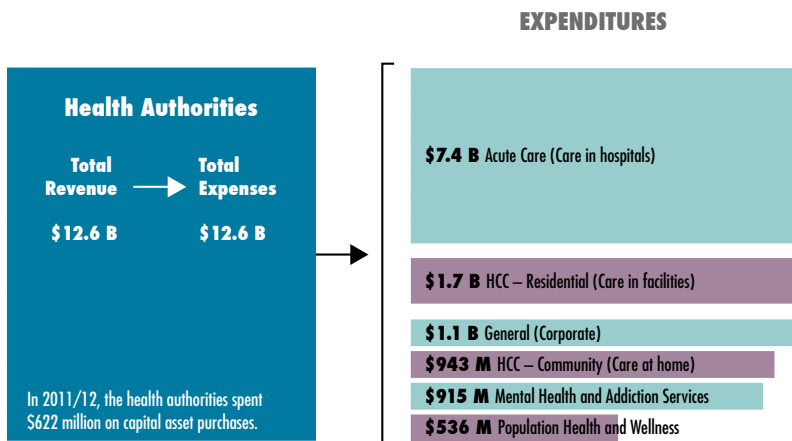 EXPENDITURES
Health Authorities
Total Revenue
Total Expenses
$12.6 B
$12.6 B
In 2011/12, the health authorities spent
$622 million on capital asset purchases.
$7.4 B Acute Care (Care in hospitals)
$1.7 B HCC – Residential (Care in facilities)
$1.1 B General (Corporate)
$943 M HCC – Community (Care at home)
$915 M Mental Health and Addiction Services
$536 M Population Health and Wellness